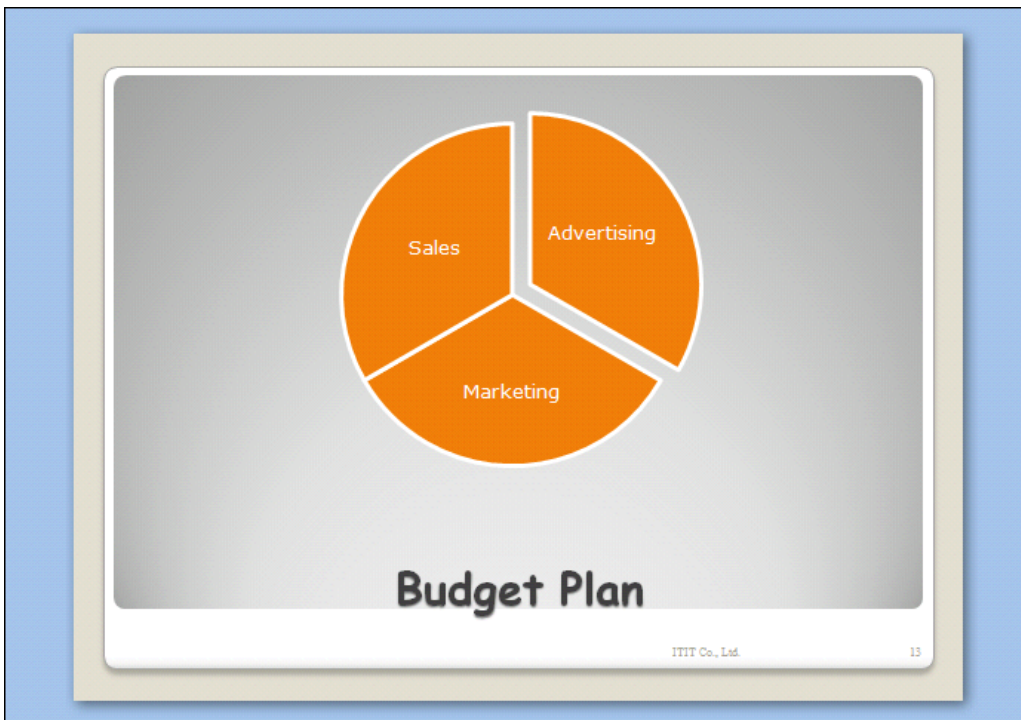 Advertising
Sales
Marketing
Budget Plan
ITIT Co., Ltd.
13